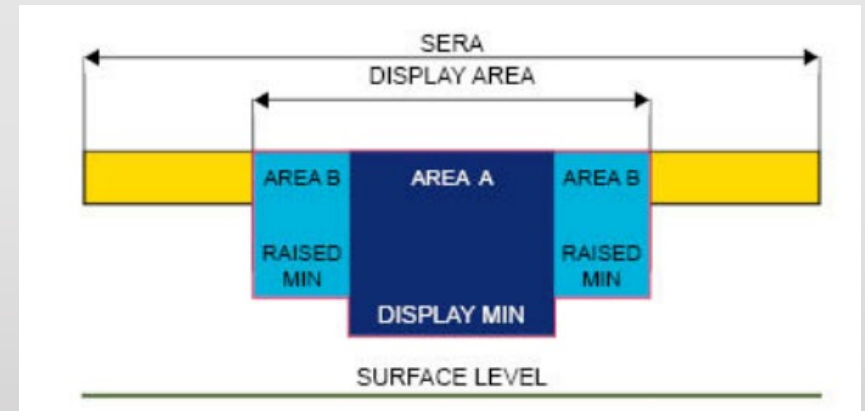 SERA
DISPLAY AREA
AREA B
AREA A
AREA B
RAISED
MIN
RAISED
MIN
DISPLAY MIN
SURFACE LEVEL